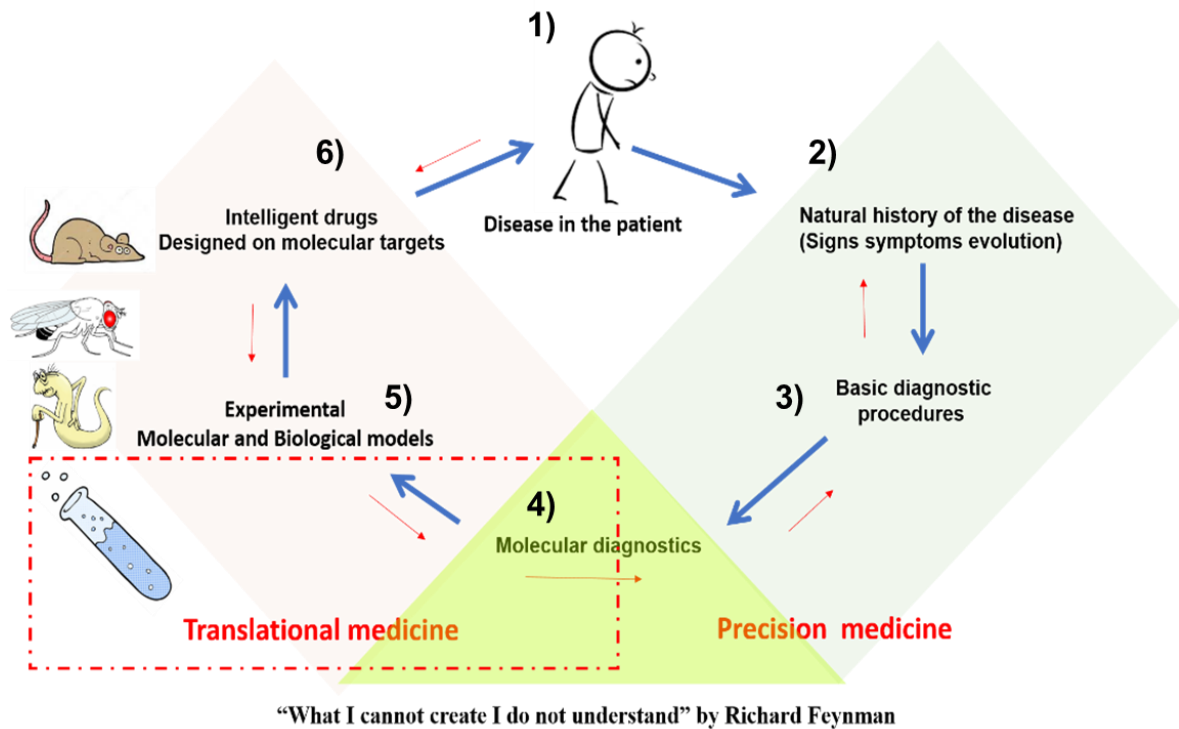 1)
Disease in the patient
2)
Natural history of the disease
(Signs symptoms evolution)
3)
Basic diagnostic
procedures
4)
Molecular diagnostics
5)
Experimental
Molecular and Biological models
6)
Intelligent drugs
Designed on molecular targets
Translational medicine
Precision medicine
“What I cannot create I do not understand” by Richard Feynman